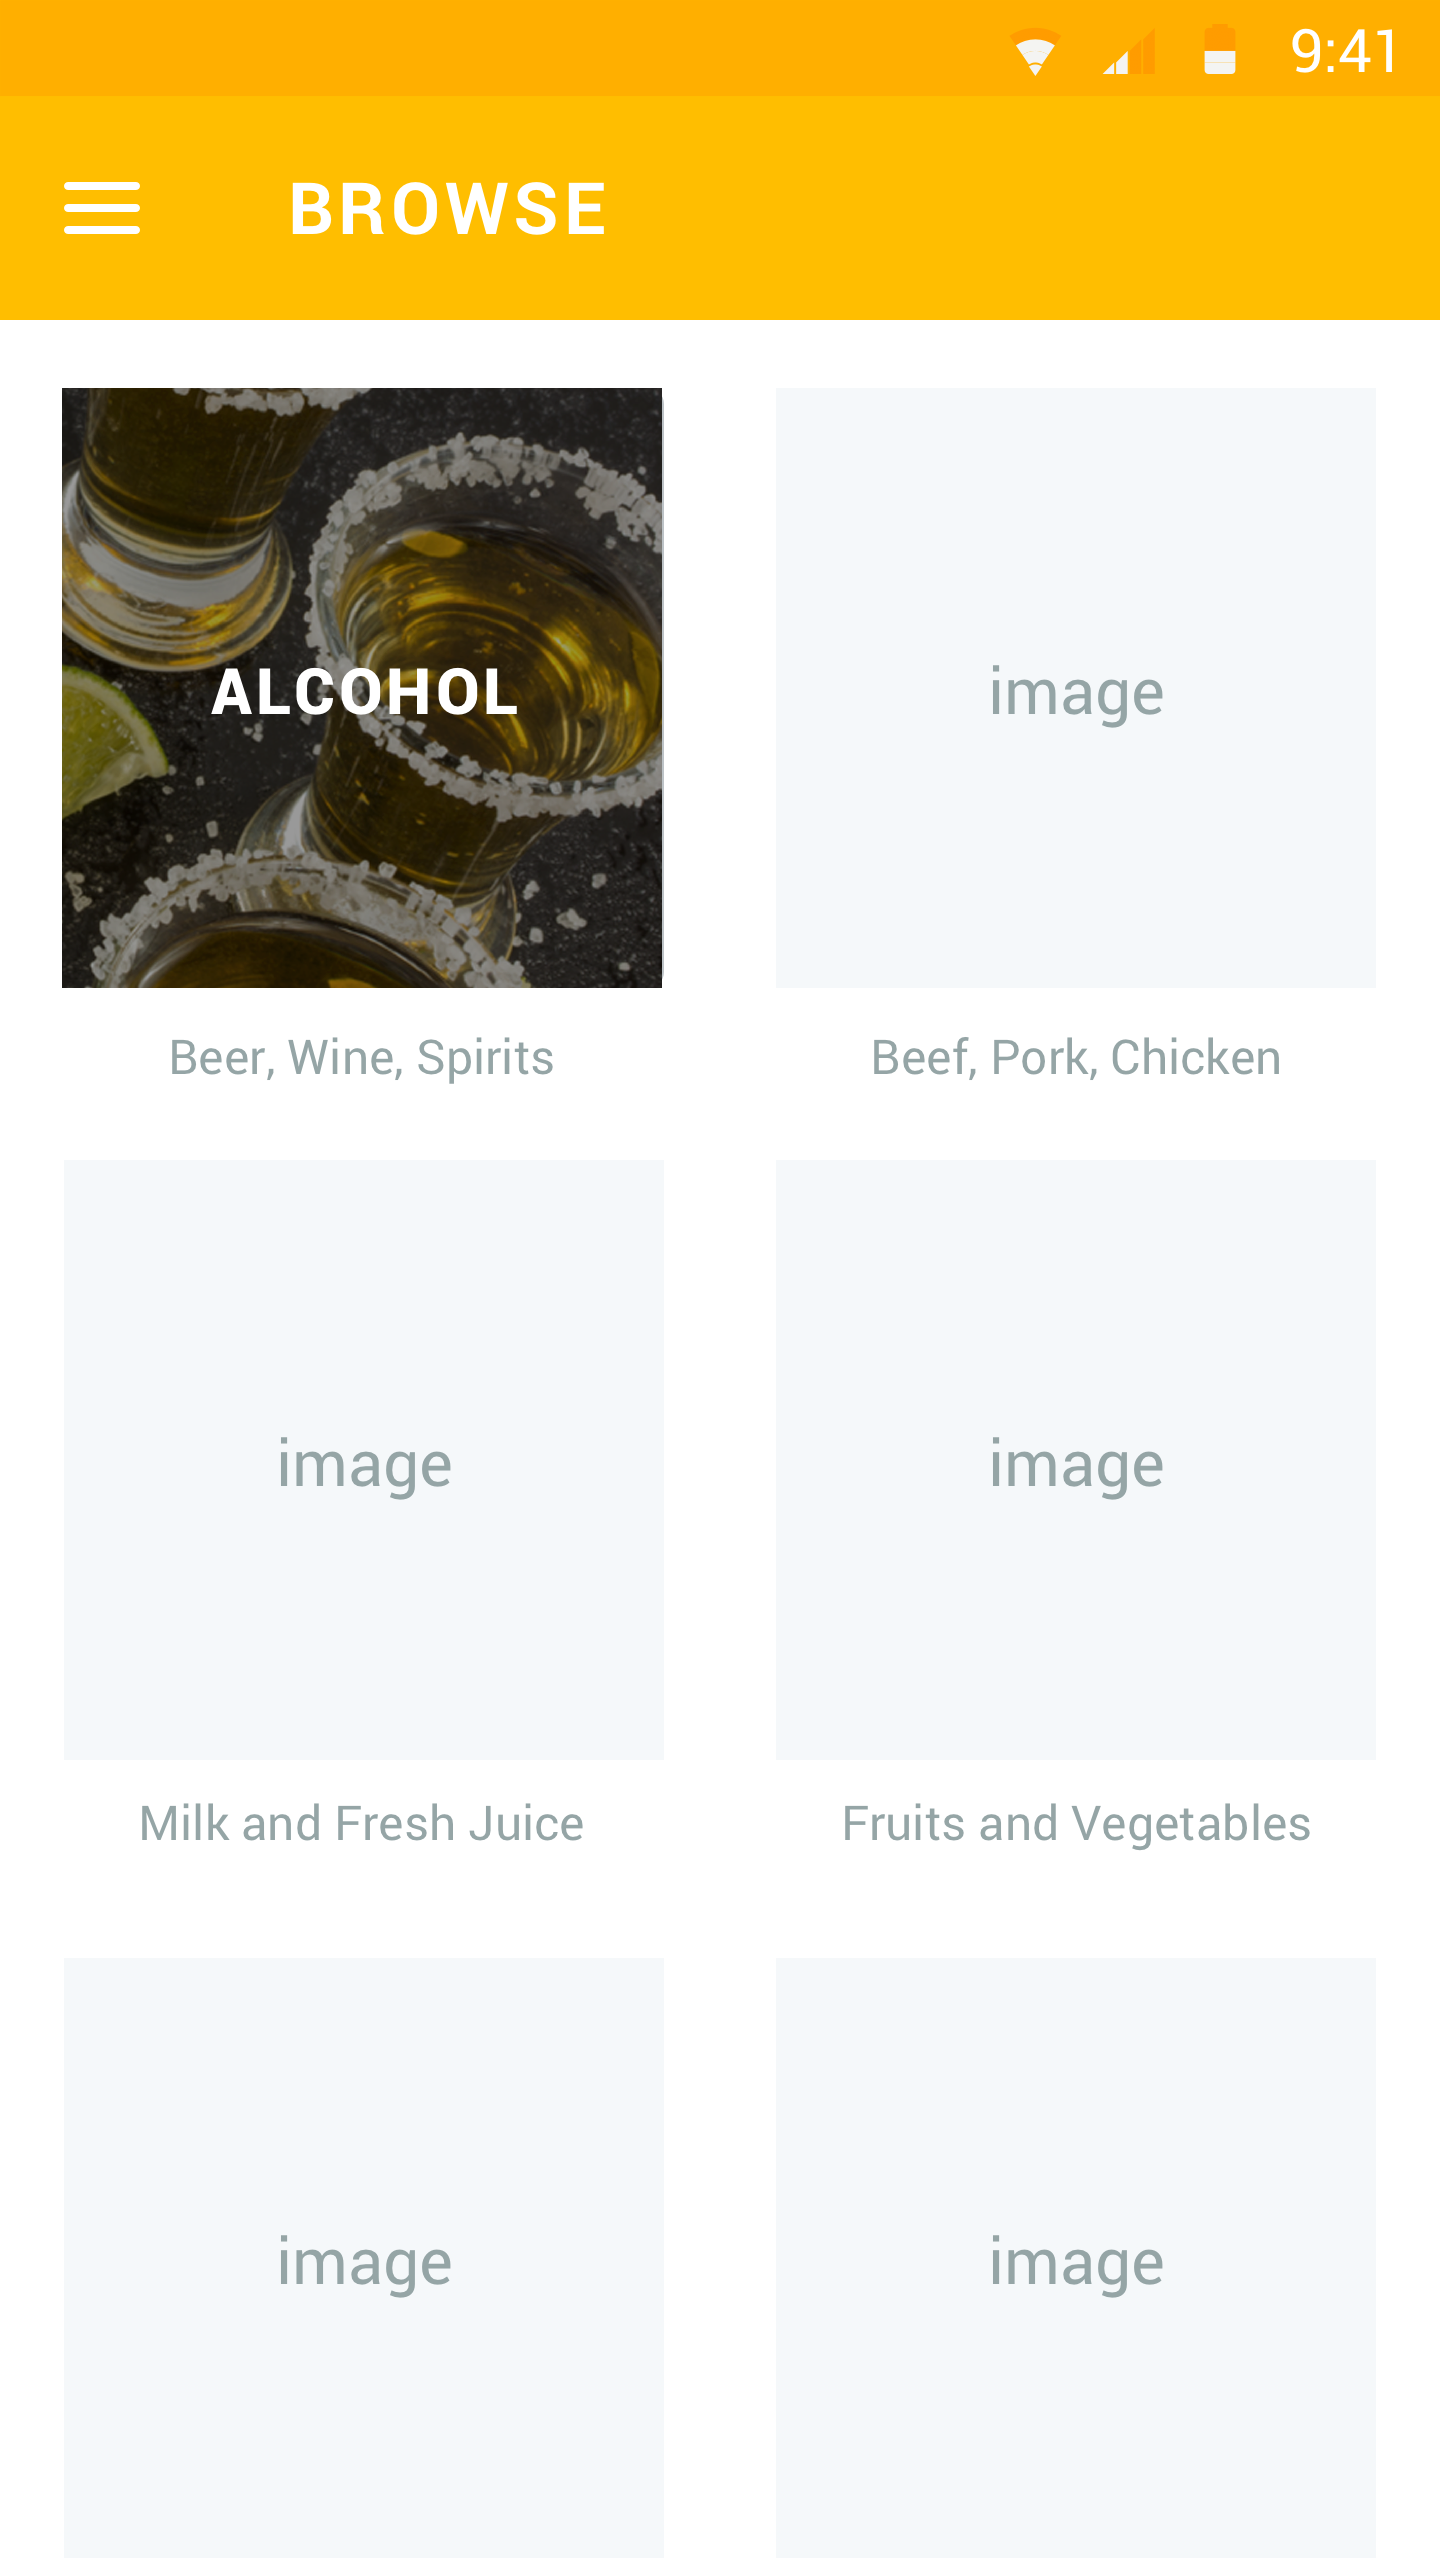 9:41
BROWSE
ALCOHOL
image
Beer, Wine, Spirits
Beef, Pork, Chicken
image
image
Milk and Fresh Juice
Fruits and Vegetables
image
image